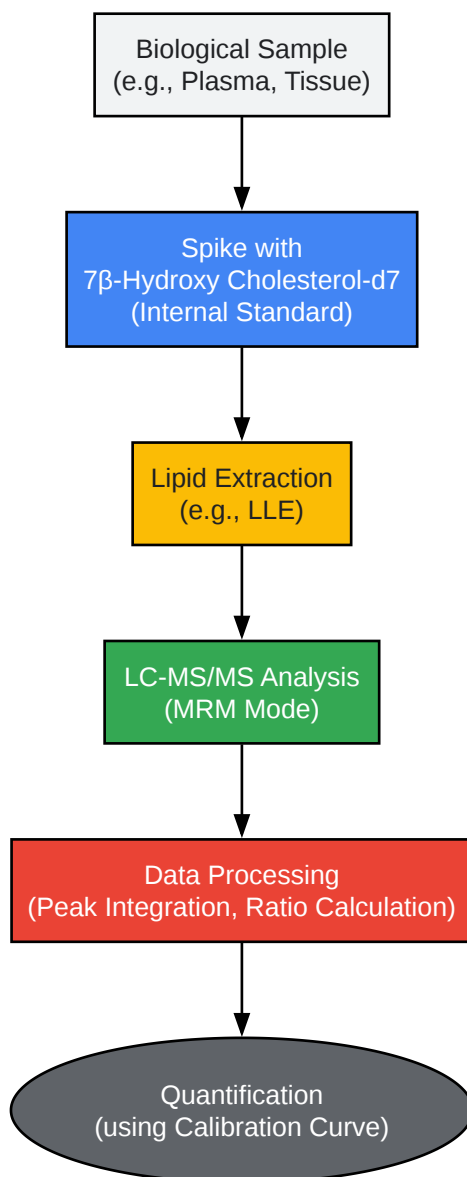 Biological Sample
(e.g., Plasma, Tissue)
Spike with
7β-Hydroxy Cholesterol-d7
(Internal Standard)
Lipid Extraction
(e.g., LLE)
LC-MS/MS Analysis
(MRM Mode)
Data Processing
(Peak Integration, Ratio Calculation)
Quantification
(using Calibration Curve)